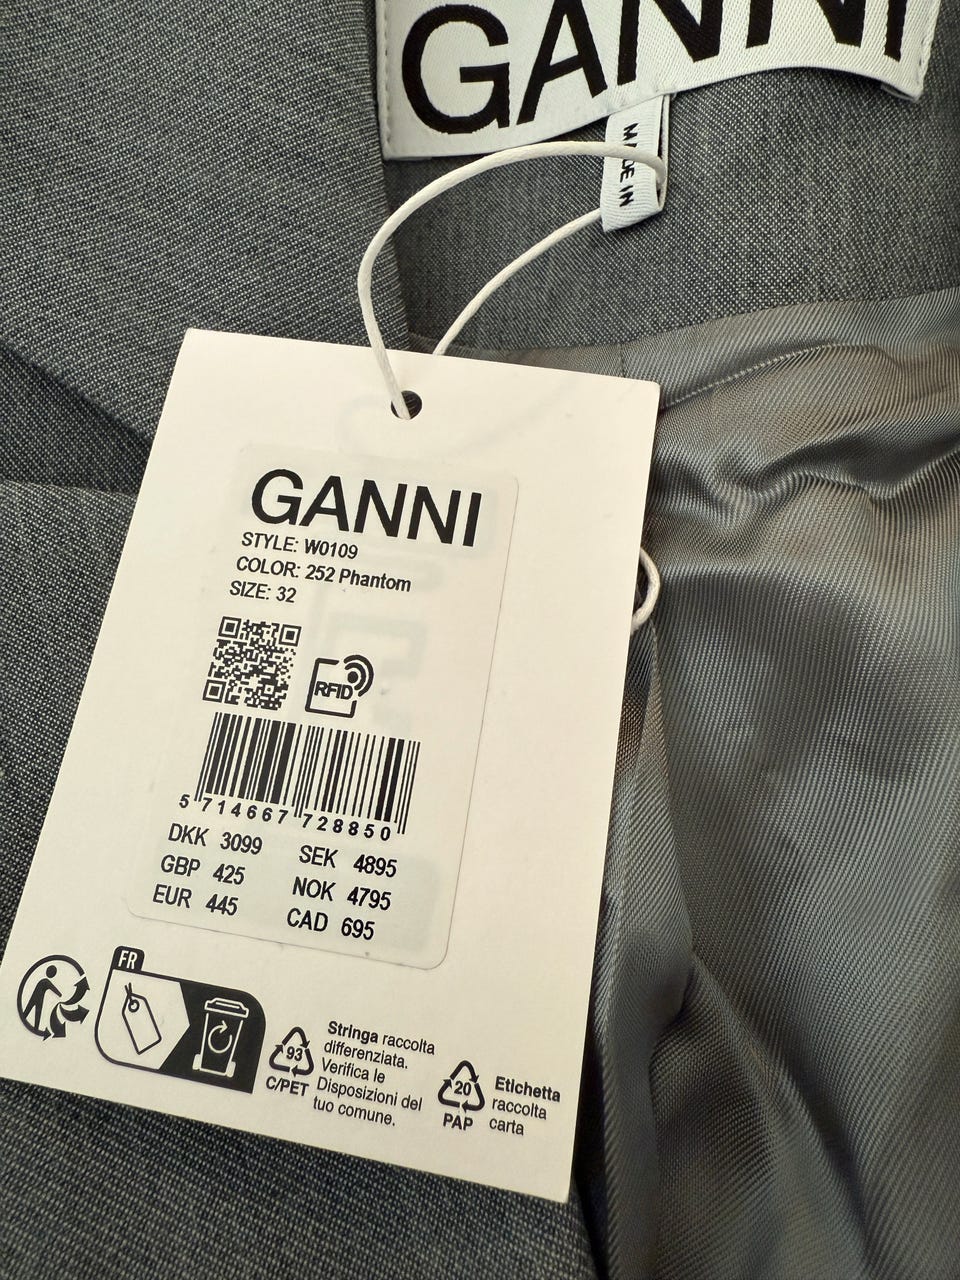 GANNI
MADE IN
GANNI
STYLE: W0109
COLOR: 252 Phantom
SIZE: 32
RFID
5 714667 728850
DKK 3099 SEK 4895
GBP 425 NOK 4795
EUR 445 CAD 695
FR
93
C/PET
Stringa raccolta
differenziata.
Verifica le
Disposizioni del
tuo comune.
20
PAP
Etichetta
raccolta
carta